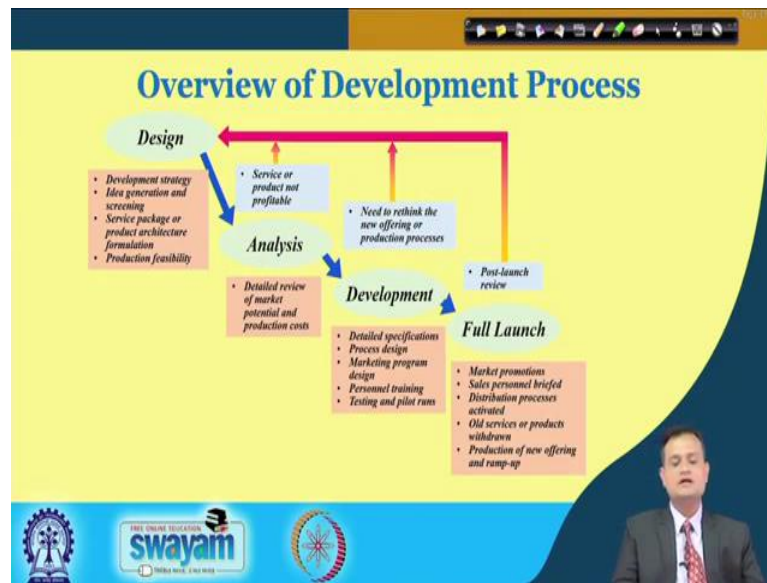 Overview of Development Process
Design
• Development strategy
• Idea generation and
screening
• Service package or
product architecture
formulation
• Production feasibility
• Service or
product not
profitable
• Need to rethink the
new offering or
production processes
• Post-launch
review
Analysis
• Detailed review
of market
potential and
production costs
Development
• Detailed specifications
• Process design
• Marketing program
design
• Personnel training
• Testing and pilot runs
Full Launch
• Market promotions
• Sales personnel briefed
• Distribution processes
activated
• Old services or products
withdrawn
• Production of new offering
and ramp-up
FREE ONLINE EDUCATION
swayam